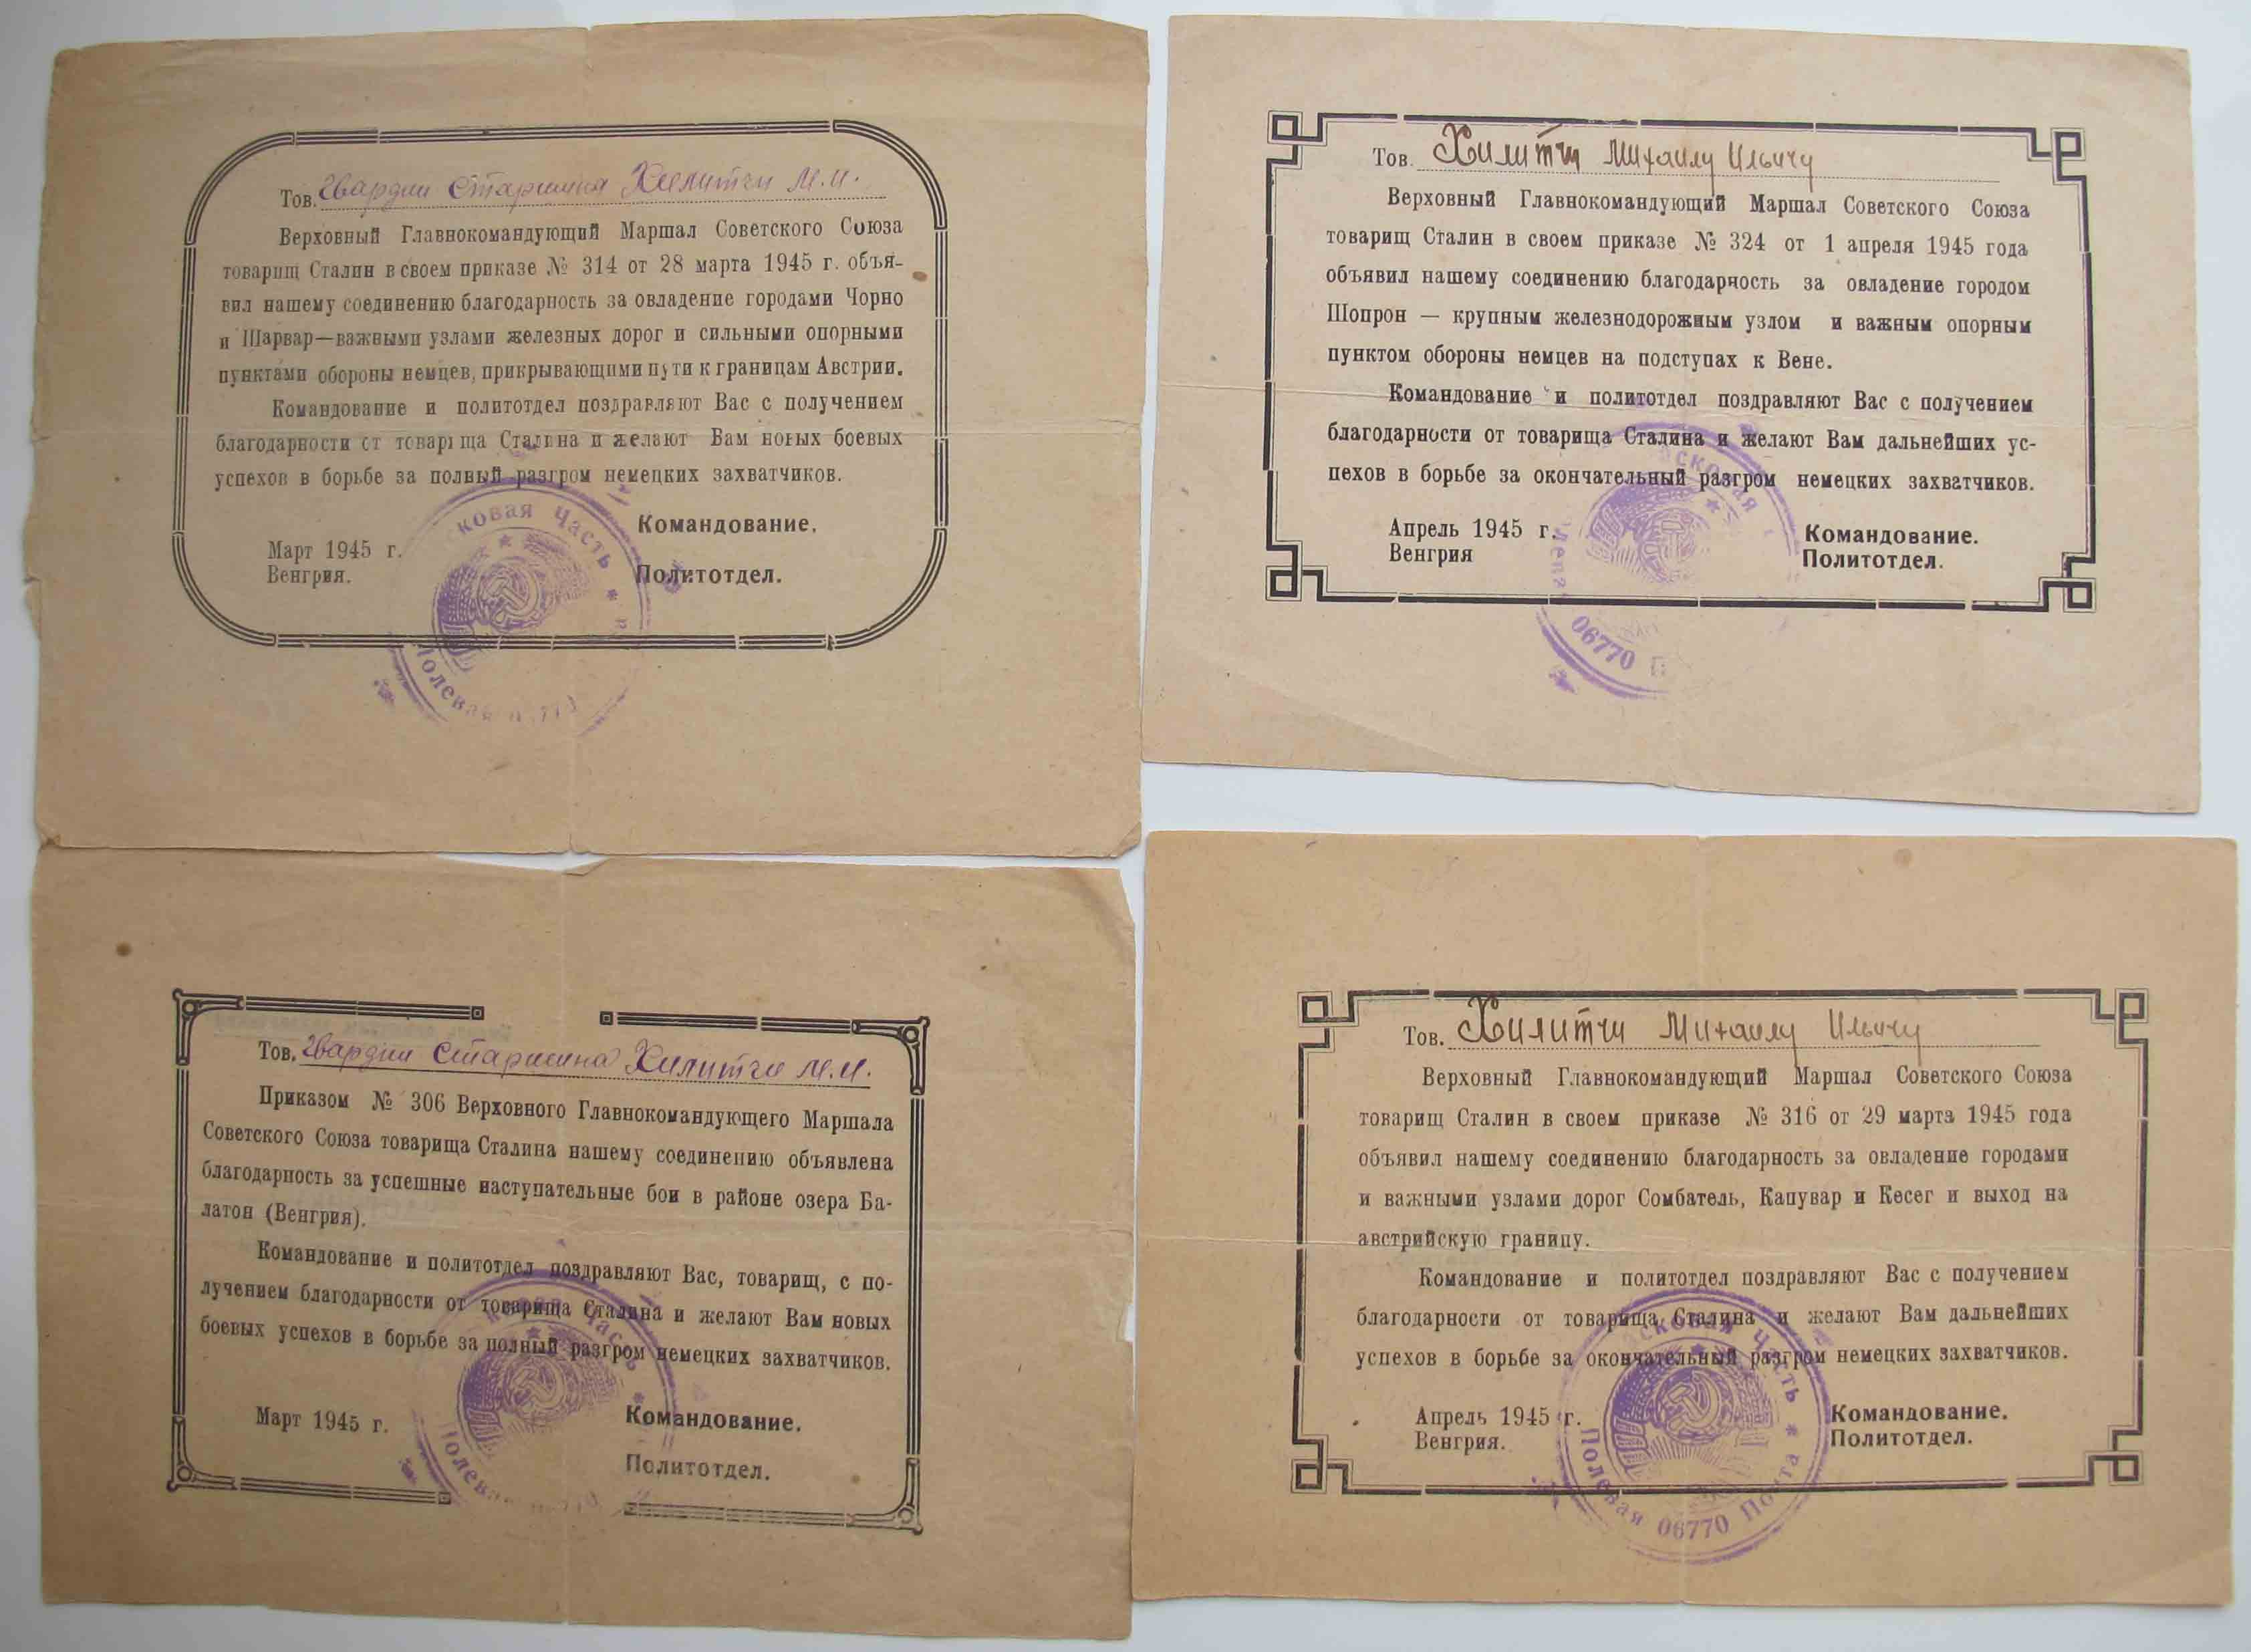 Тов. Гвардии Старшина Хилитчи М.И.
Верховный Главнокомандующий Маршал Советского Союза
товарищ Сталин в своем приказе № 314 от 28 марта 1945 г. объя-
вил нашему соединению благодарность за овладение городами Чорно
и Шарвар—важными узлами железных дорог и сильными опорными
пунктами обороны немцев, прикрывающими пути к границам Австрии.
Командование и политотдел поздравляют Вас с получением
благодарности от товарища Сталина и желают Вам новых боевых
успехов в борьбе за полный разгром немецких захватчиков.
Командование.
Март 1945 г.
Венгрия.
Политотдел.
ковая Часть
Полевая
Тов. Хилитчи Михаилу Ильичу
Верховный Главнокомандующий Маршал Советского Союза
товарищ Сталин в своем приказе № 324 от 1 апреля 1945 года
объявил нашему соединению благодарность за овладение городом
Шопрон — крупным железнодорожным узлом и важным опорным
пунктом обороны немцев на подступах к Вене.
Командование и политотдел поздравляют Вас с получением
благодарности от товарища Сталина и желают Вам дальнейших ус-
пехов в борьбе за окончательный разгром немецких захватчиков.
Апрель 1945 г.
Венгрия
Командование.
Политотдел.
сковая
06770
Тов. Гвардии Старшина Хилитчи М.И.
Приказом № 306 Верховного Главнокомандующего Маршала
Советского Союза товарища Сталина нашему соединению объявлена
благодарность за успешные наступательные бои в районе озера Ба-
латон (Венгрия).
Командование и политотдел поздравляют Вас, товарищ, с по-
лучением благодарности от товарища Сталина и желают Вам новых
боевых успехов в борьбе за полный разгром немецких захватчиков.
Март 1945 г.
Командование.
Политотдел.
ковая Часть
Полевая
Тов. Хилитчи Михаилу Ильичу
Верховный Главнокомандующий Маршал Советского Союза
товарищ Сталин в своем приказе № 316 от 29 марта 1945 года
объявил нашему соединению благодарность за овладение городами
и важными узлами дорог Сомбатель, Капувар и Кесег и выход на
австрийскую границу.
Командование и политотдел поздравляют Вас с получением
благодарности от товарища Сталина и желают Вам дальнейших
успехов в борьбе за окончательный разгром немецких захватчиков.
Апрель 1945 г.
Венгрия.
Командование.
Политотдел.
сковая Часть
Полевая 06770 Почта